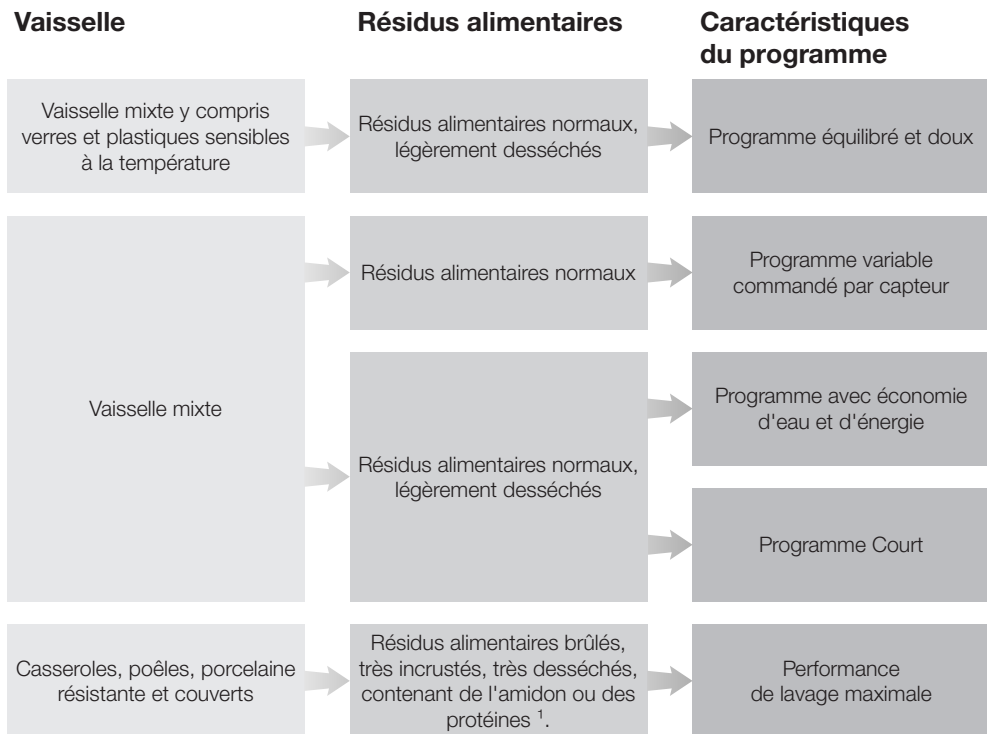 Vaisselle
Résidus alimentaires
Caractéristiques
du programme
Vaisselle mixte y compris
verres et plastiques sensibles
à la température
Résidus alimentaires normaux,
légèrement desséchés
Programme équilibré et doux
Vaisselle mixte
Résidus alimentaires normaux
Programme variable
commandé par capteur
Résidus alimentaires normaux,
légèrement desséchés
Programme avec économie
d'eau et d'énergie
Programme Court
Casseroles, poêles, porcelaine
résistante et couverts
Résidus alimentaires brûlés,
très incrustés, très desséchés,
contenant de l'amidon ou des
protéines ¹.
Performance
de lavage maximale